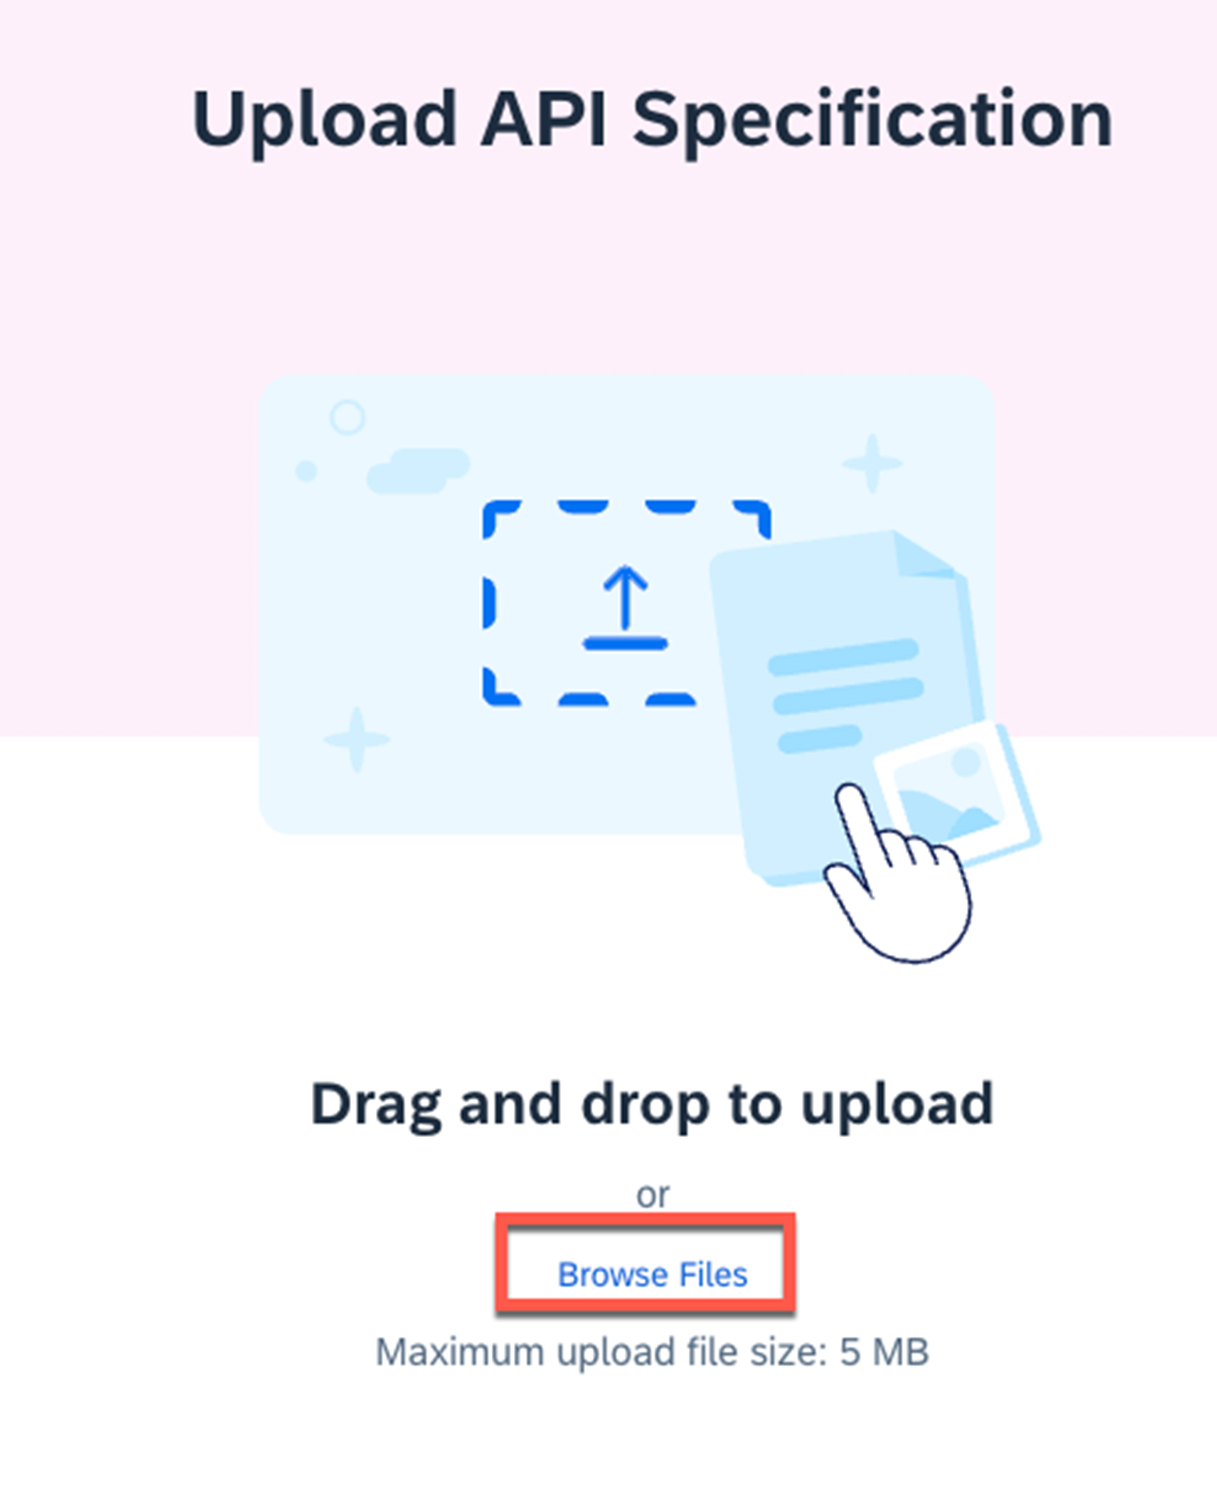 Upload API Specification
Drag and drop to upload
or
Browse Files
Maximum upload file size: 5 MB